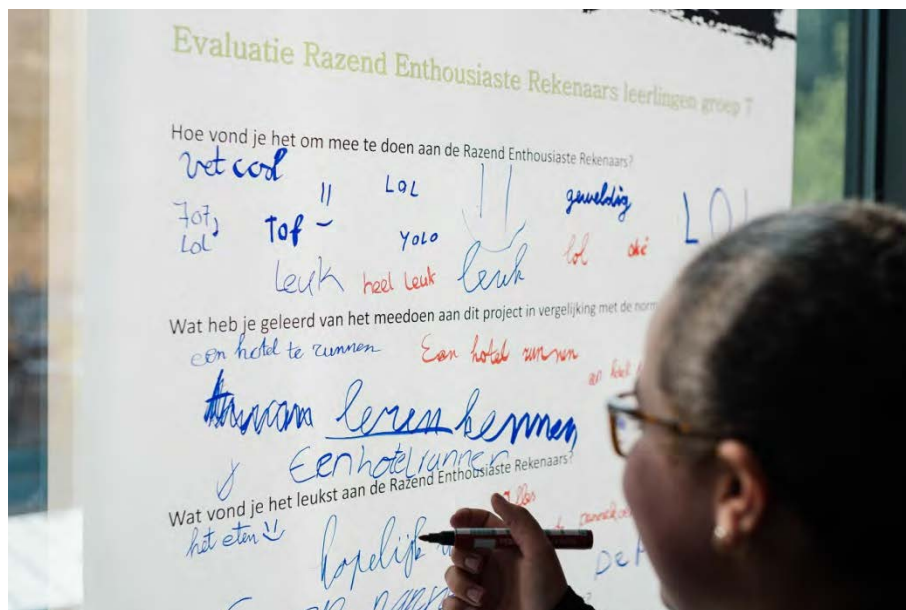 Evaluatie Razend Enthousiaste Rekenaars leerlingen groep 7
Hoe vond je het om mee te doen aan de Razend Enthousiaste Rekenaars?
vet cool
LOL
geweldig
LOL
Tof,
LOL
Tof
YOLO
leuk
lol
oké
Leuk
heel leuk
Wat heb je geleerd van het meedoen aan dit project in vergelijking met de norm
een hotel te runnen
Een hotel runnen
leren kennen
Een hotel runnen
Wat vond je het leukst aan de Razend Enthousiaste Rekenaars?
het eten
hopelijk